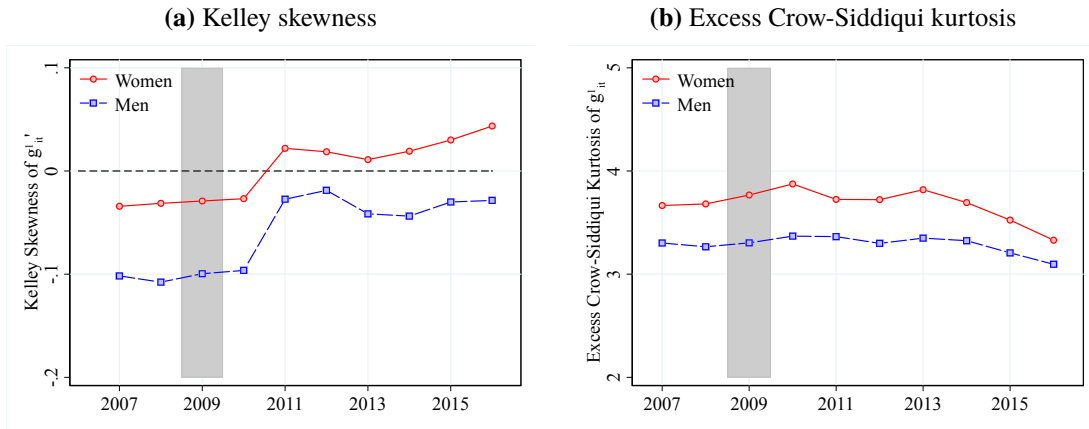 (a) Kelley skewness
Kelley Skewness of g¹ᵢₜ'
.1
0
-.1
-.2
Women
Men
2007 2009 2011 2013 2015
(b) Excess Crow-Siddiqui kurtosis
Excess Crow-Siddiqui Kurtosis of g¹ᵢₜ
5
4
3
2
Women
Men
2007 2009 2011 2013 2015